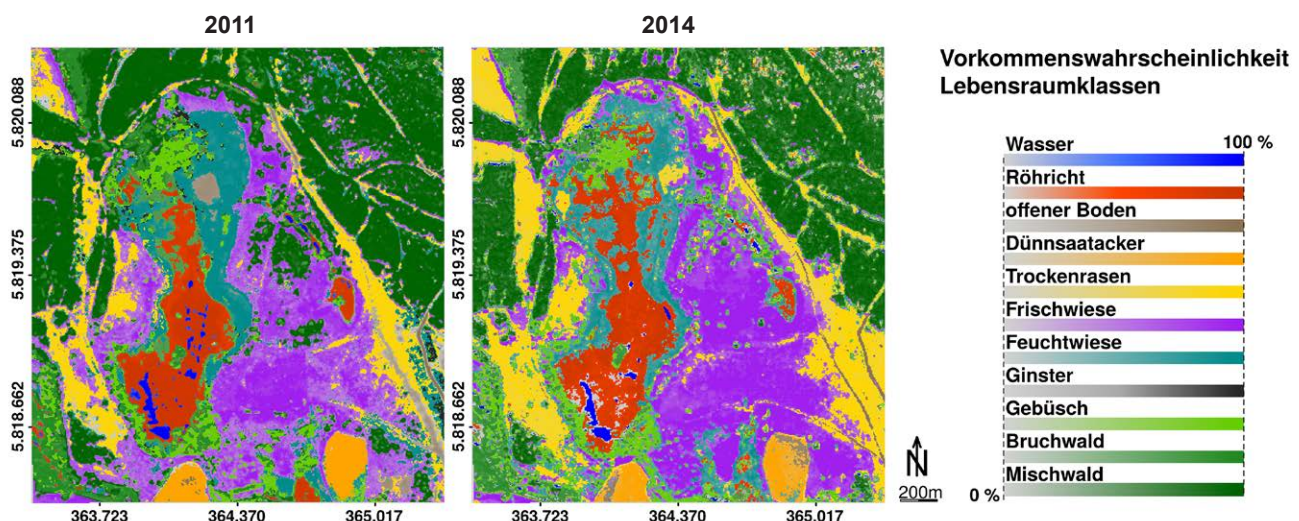 2011
2014
5.820.088
5.819.375
5.818.662
363.723
364.370
365.017
363.723
364.370
365.017
N
200m
Vorkommenswahrscheinlichkeit
Lebensraumklassen
Wasser
100 %
Röhricht
offener Boden
Dünnsaatacker
Trockenrasen
Frischwiese
Feuchtwiese
Ginster
Gebüsch
Bruchwald
Mischwald
0 %
5.820.088
5.819.375
5.818.662